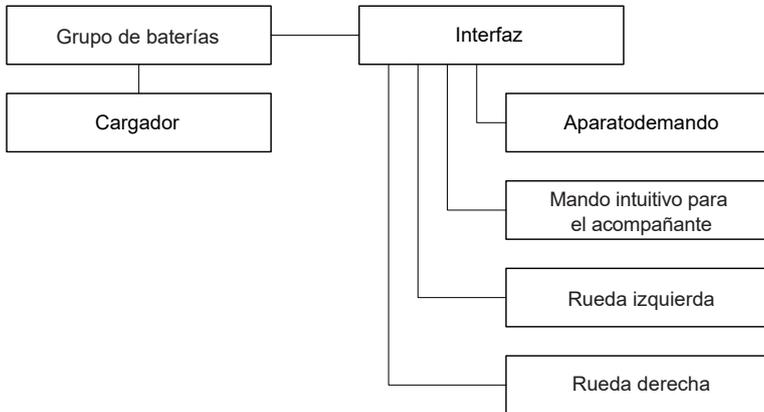 Grupo de baterías
Interfaz
Cargador
Aparatodemando
Mando intuitivo para
el acompañante
Rueda izquierda
Rueda derecha